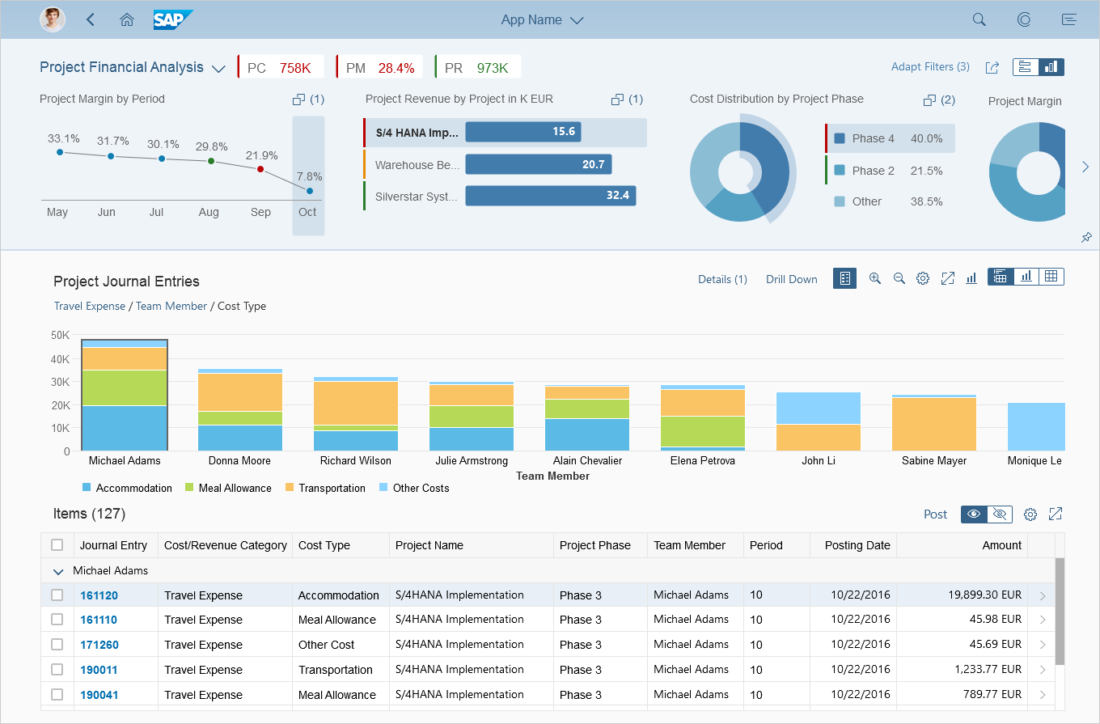 SAP
App Name
Project Financial Analysis
PC 758K
PM 28.4%
PR 973K
Adapt Filters (3)
Project Margin by Period
(1)
33.1%
31.7%
30.1%
29.8%
21.9%
7.8%
May Jun Jul Aug Sep Oct
Project Revenue by Project in K EUR
(1)
S/4 HANA Imp... 15.6
Warehouse Be... 20.7
Silverstar Syst... 32.4
Cost Distribution by Project Phase
(2)
Phase 4 40.0%
Phase 2 21.5%
Other 38.5%
Project Margin
Project Journal Entries
Details (1) Drill Down
Travel Expense / Team Member / Cost Type
50K
40K
30K
20K
10K
0
Michael Adams Donna Moore Richard Wilson Julie Armstrong Alain Chevalier Elena Petrova John Li Sabine Mayer Monique Le
Team Member
Accommodation Meal Allowance Transportation Other Costs
Items (127)
Post
Journal Entry Cost/Revenue Category Cost Type Project Name Project Phase Team Member Period Posting Date Amount
Michael Adams
161120 Travel Expense Accommodation S/4HANA Implementation Phase 3 Michael Adams 10 10/22/2016 19,899.30 EUR
161110 Travel Expense Meal Allowance S/4HANA Implementation Phase 3 Michael Adams 10 10/22/2016 45.98 EUR
171260 Travel Expense Other Cost S/4HANA Implementation Phase 3 Michael Adams 10 10/22/2016 45.69 EUR
190011 Travel Expense Transportation S/4HANA Implementation Phase 3 Michael Adams 10 10/22/2016 1,233.77 EUR
190041 Travel Expense Meal Allowance S/4HANA Implementation Phase 3 Michael Adams 10 10/22/2016 789.77 EUR